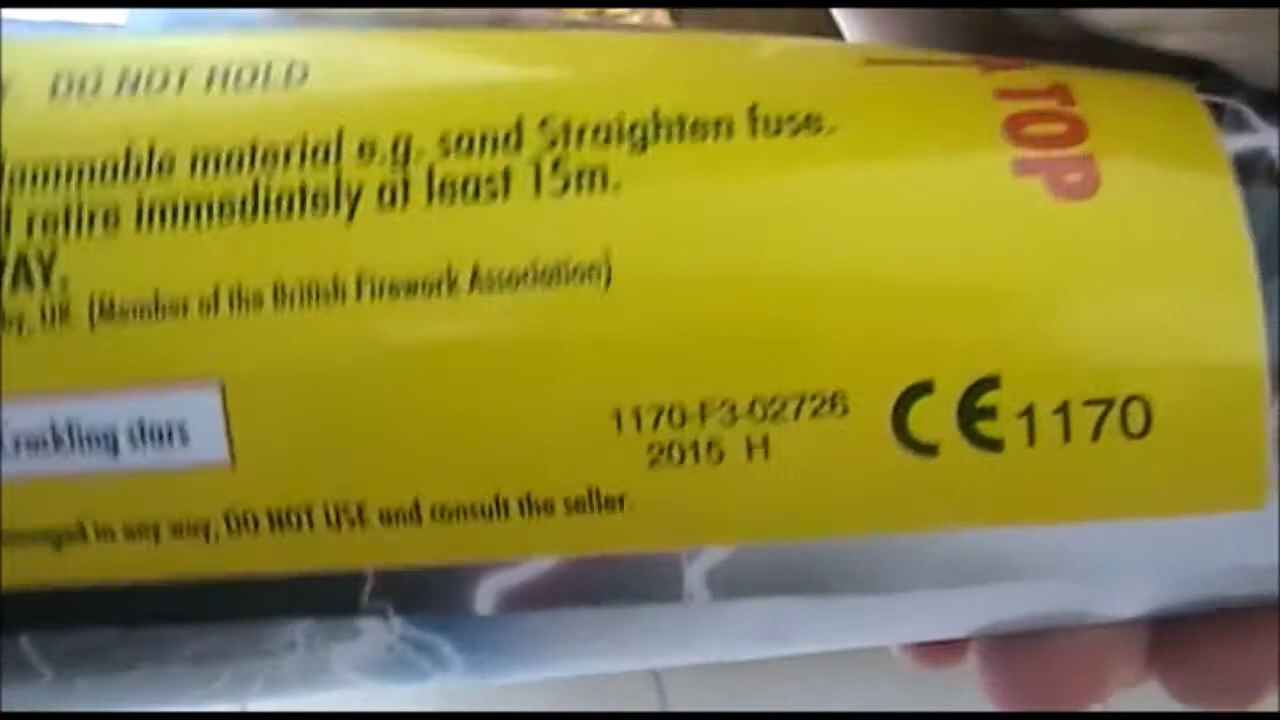 DO NOT HOLD
TOP
material e.g. sand Straighten fuse.
retire immediately at least 15m.
AY.
UK (Member of the British Firework Association)
Crackling stars
1170-F3-02726
2015 H
CE 1170
in any way, DO NOT USE and consult the seller.